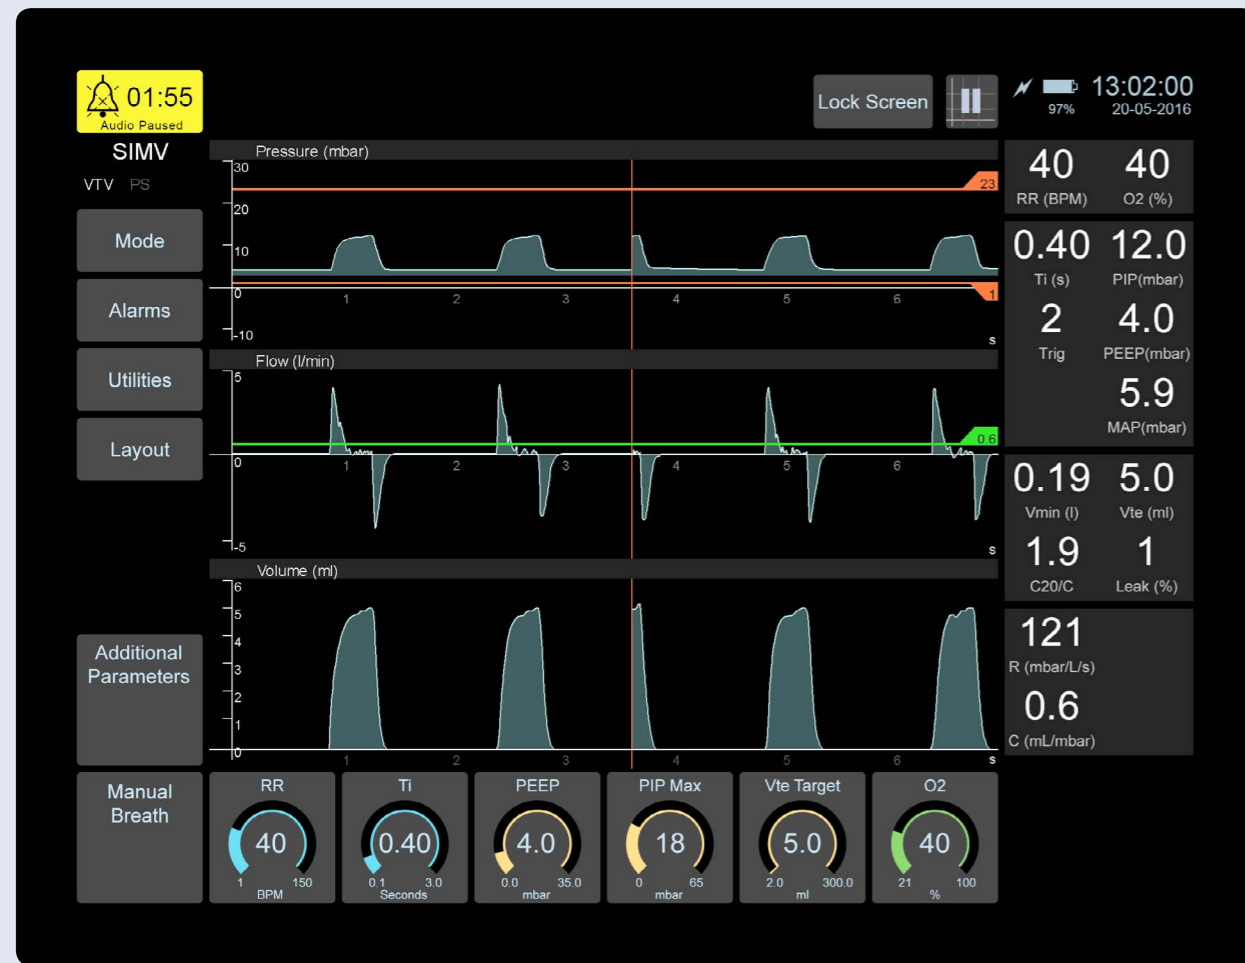 01:55
Audio Paused
Lock Screen
97%
13:02:00
20-05-2016
SIMV
VTV PS
Mode
Alarms
Utilities
Layout
Additional
Parameters
Manual
Breath
Pressure (mbar)
30
23
20
10
0
1
1 2 3 4 5 6
-10
s
Flow (l/min)
5
0.6
0
1 2 3 4 5 6
-5
s
Volume (ml)
6
5
4
3
2
1
0
1 2 3 4 5 6 s
40 40
RR (BPM) O2 (%)
0.40 12.0
Ti (s) PIP(mbar)
2 4.0
Trig PEEP(mbar)
5.9
MAP(mbar)
0.19 5.0
Vmin (l) Vte (ml)
1.9 1
C20/C Leak (%)
121
R (mbar/L/s)
0.6
C (mL/mbar)
RR
40
1 150
BPM
Ti
0.40
0.1 3.0
Seconds
PEEP
4.0
0.0 35.0
mbar
PIP Max
18
0 65
mbar
Vte Target
5.0
2.0 300.0
ml
O2
40
21 100
%